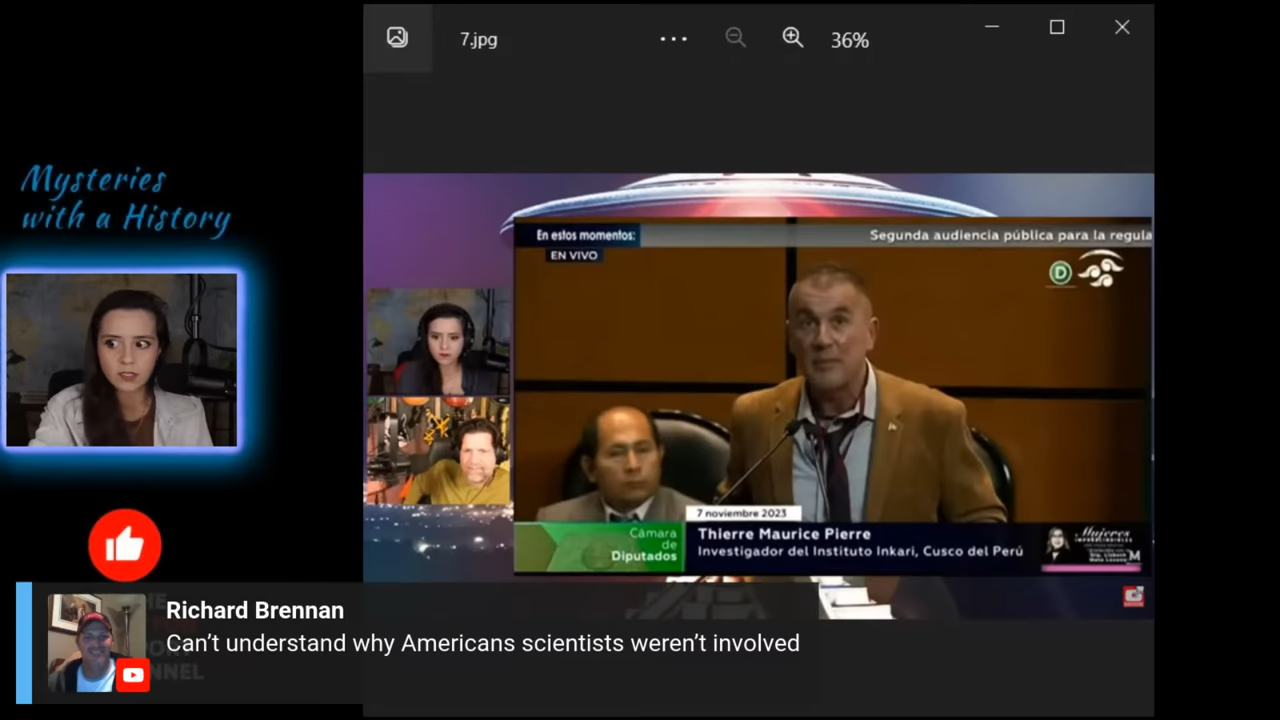 7.jpg
36%
Mysteries
with a History
En estos momentos:
Segunda audiencia pública para la regula
EN VIVO
D
7 noviembre 2023
Cámara
de
Diputados
Thierre Maurice Pierre
Investigador del Instituto Inkari, Cusco del Perú
Mujeres
Richard Brennan
Can't understand why Americans scientists weren't involved
NNEL